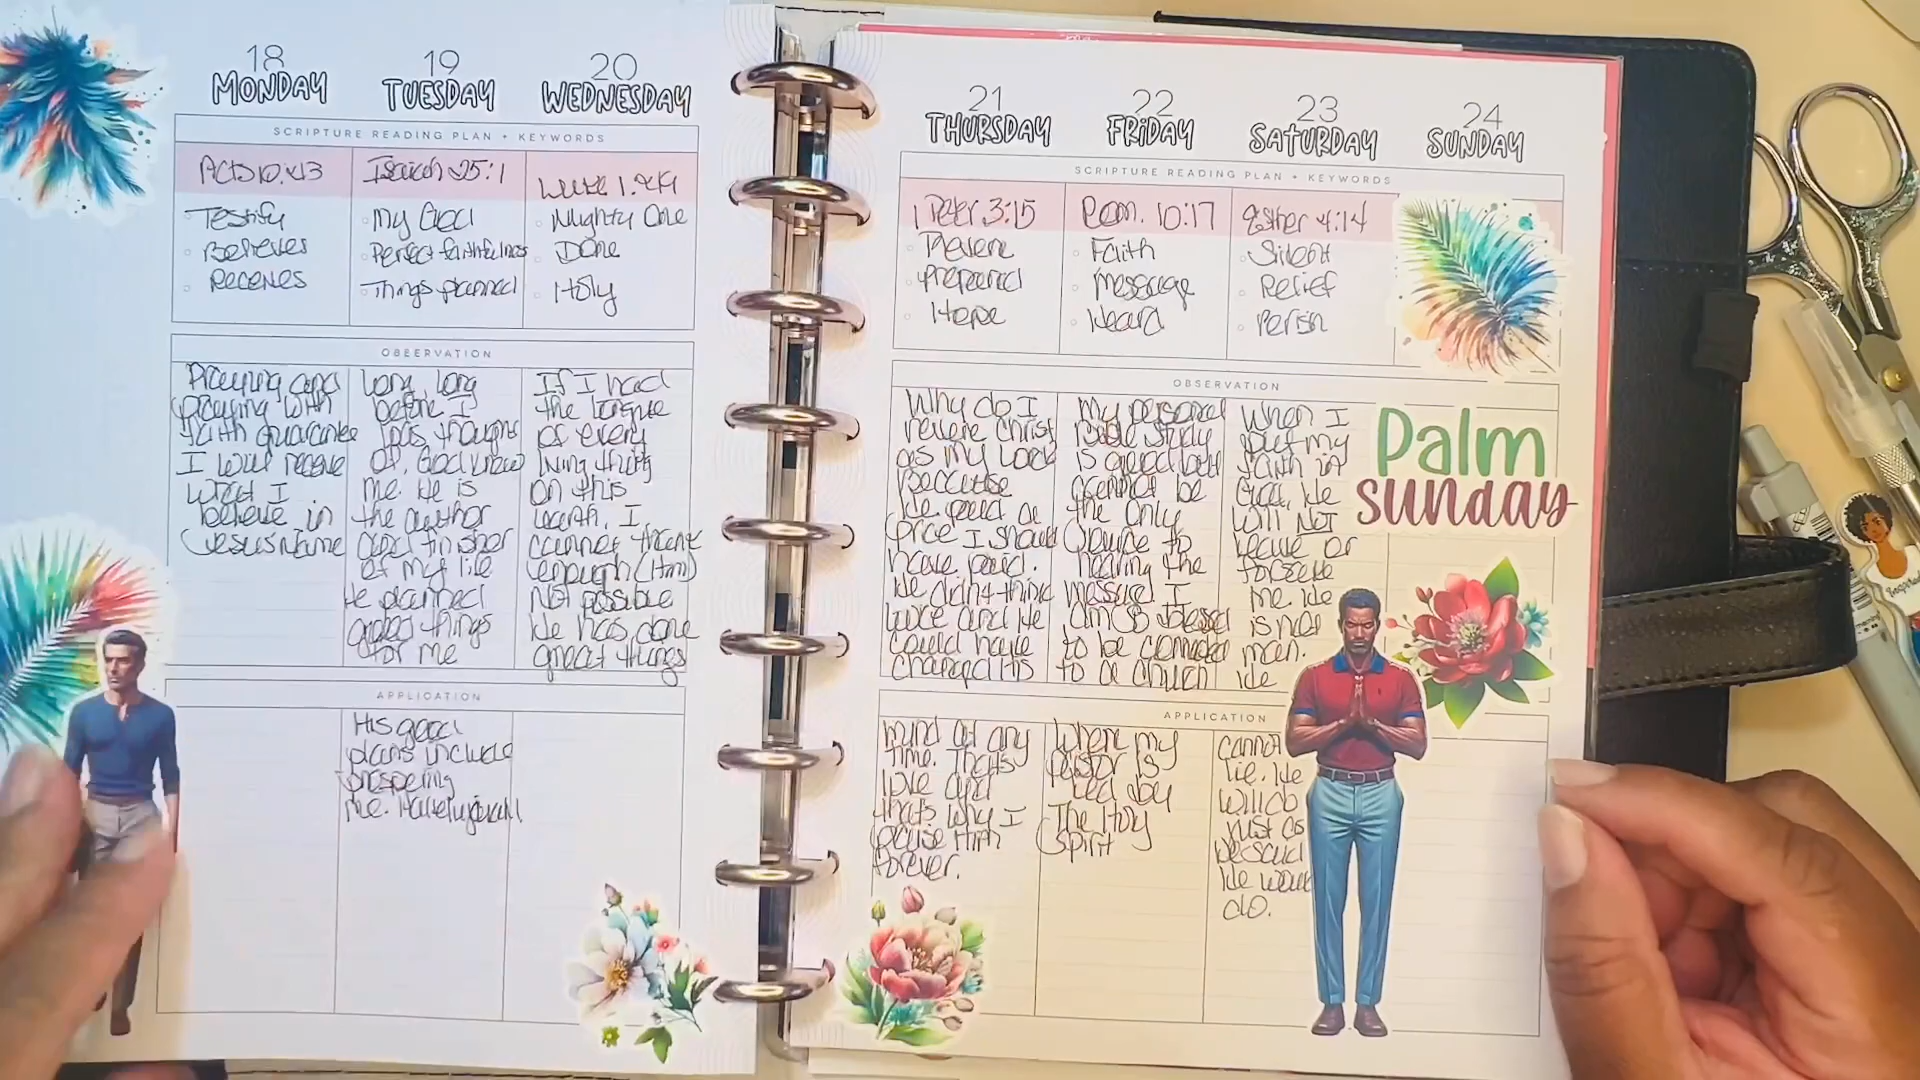 18
MONDAY
19
TUESDAY
20
WEDNESDAY
SCRIPTURE READING PLAN + KEYWORDS
Acts 10:43
Isaiah 25:1
Luke 1:49
Testify
Believes
Receives
My God
Perfect faithfulness
Things planned
Mighty One
Done
Holy
OBSERVATION
Praying and
praying with
faith guarantee
I will receive
what I
believe in
Jesus Name
Long, long
before I
was thought
of, God knew
me. He is
the author
and finisher
of my life
He planned
good things
for me
If I had
the tongue
of every
living thing
on this
earth, I
cannot thank
enough (Him)
Not possible
He has done
great things
APPLICATION
His good
plans include
prospering
me. Hallelujah!
21
THURSDAY
22
FRIDAY
23
SATURDAY
24
SUNDAY
SCRIPTURE READING PLAN + KEYWORDS
1 Peter 3:15
Rom. 10:17
Esther 4:14
Revere
Prepared
Hope
Faith
Message
Heard
Silent
Relief
Perish
OBSERVATION
Why do I
revere Christ
as my Lord
Because
He paid a
price I should
have paid.
He didn't think
twice and He
could have
changed His
My personal
Bible study
is good but
cannot be
the only
to
hearing the
message I
am so blessed
to be connected
to a church
When I
put my
faith in
God, He
will NOT
leave or
forsake
me. He
is not
man.
He
Palm
Sunday
APPLICATION
mind at any
time. That's
love and
that's why I
praise Him
forever.
Where my
pastor is
led by
The Holy
Spirit
cannot
lie. He
will do
just as
He said
He would
do.